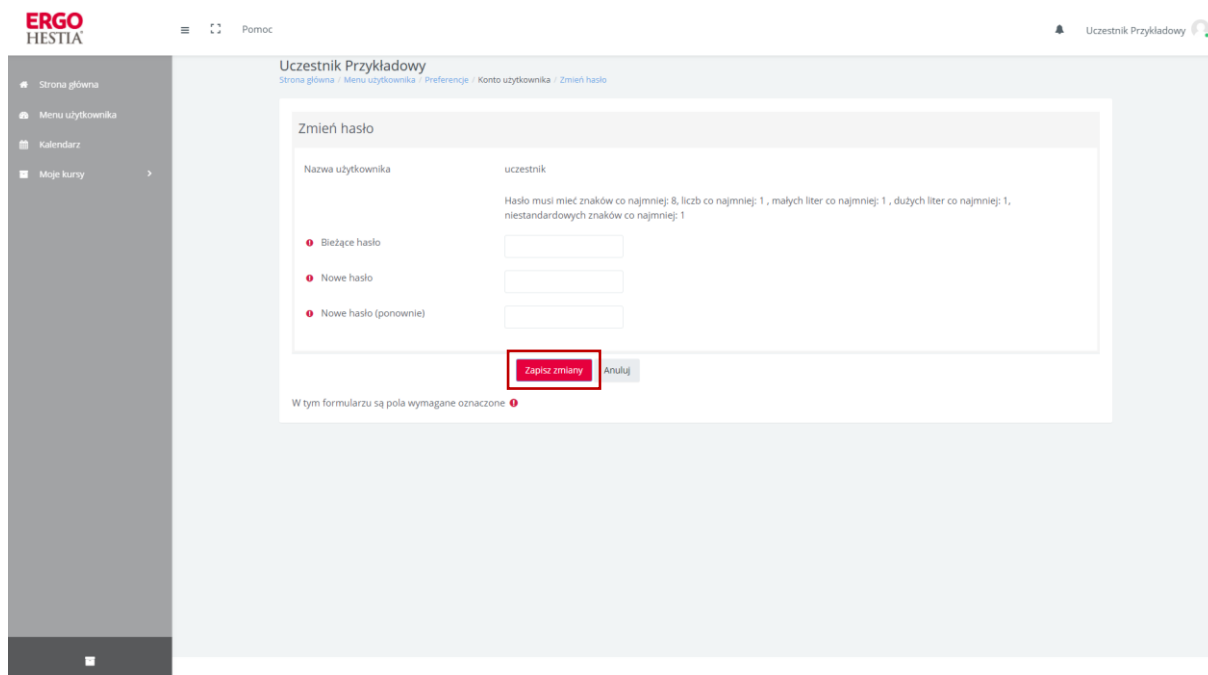 ERGO
HESTIA
Pomoc
Uczestnik Przykładowy
Strona główna
Menu użytkownika
Kalendarz
Moje kursy
Uczestnik Przykładowy
Strona główna / Menu użytkownika / Preferencje / Konto użytkownika / Zmień hasło
Zmień hasło
Nazwa użytkownika uczestnik
Hasło musi mieć znaków co najmniej: 8, liczb co najmniej: 1 , małych liter co najmniej: 1 , dużych liter co najmniej: 1,
niestandardowych znaków co najmniej: 1
Bieżące hasło
Nowe hasło
Nowe hasło (ponownie)
Zapisz zmiany Anuluj
W tym formularzu są pola wymagane oznaczone